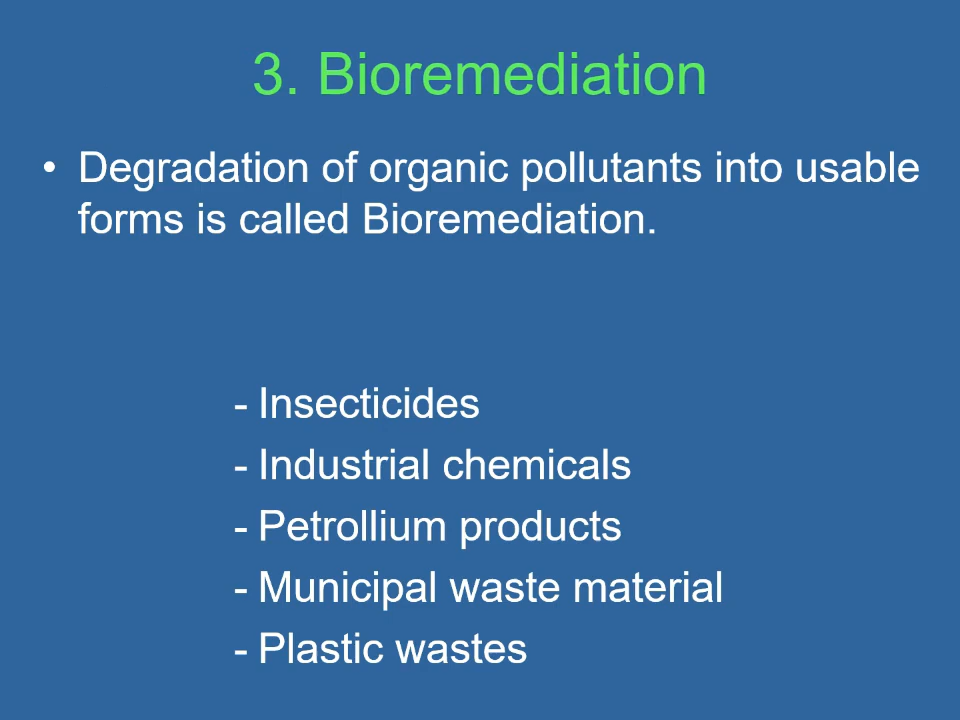 3. Bioremediation
• Degradation of organic pollutants into usable
forms is called Bioremediation.
- Insecticides
- Industrial chemicals
- Petrollium products
- Municipal waste material
- Plastic wastes